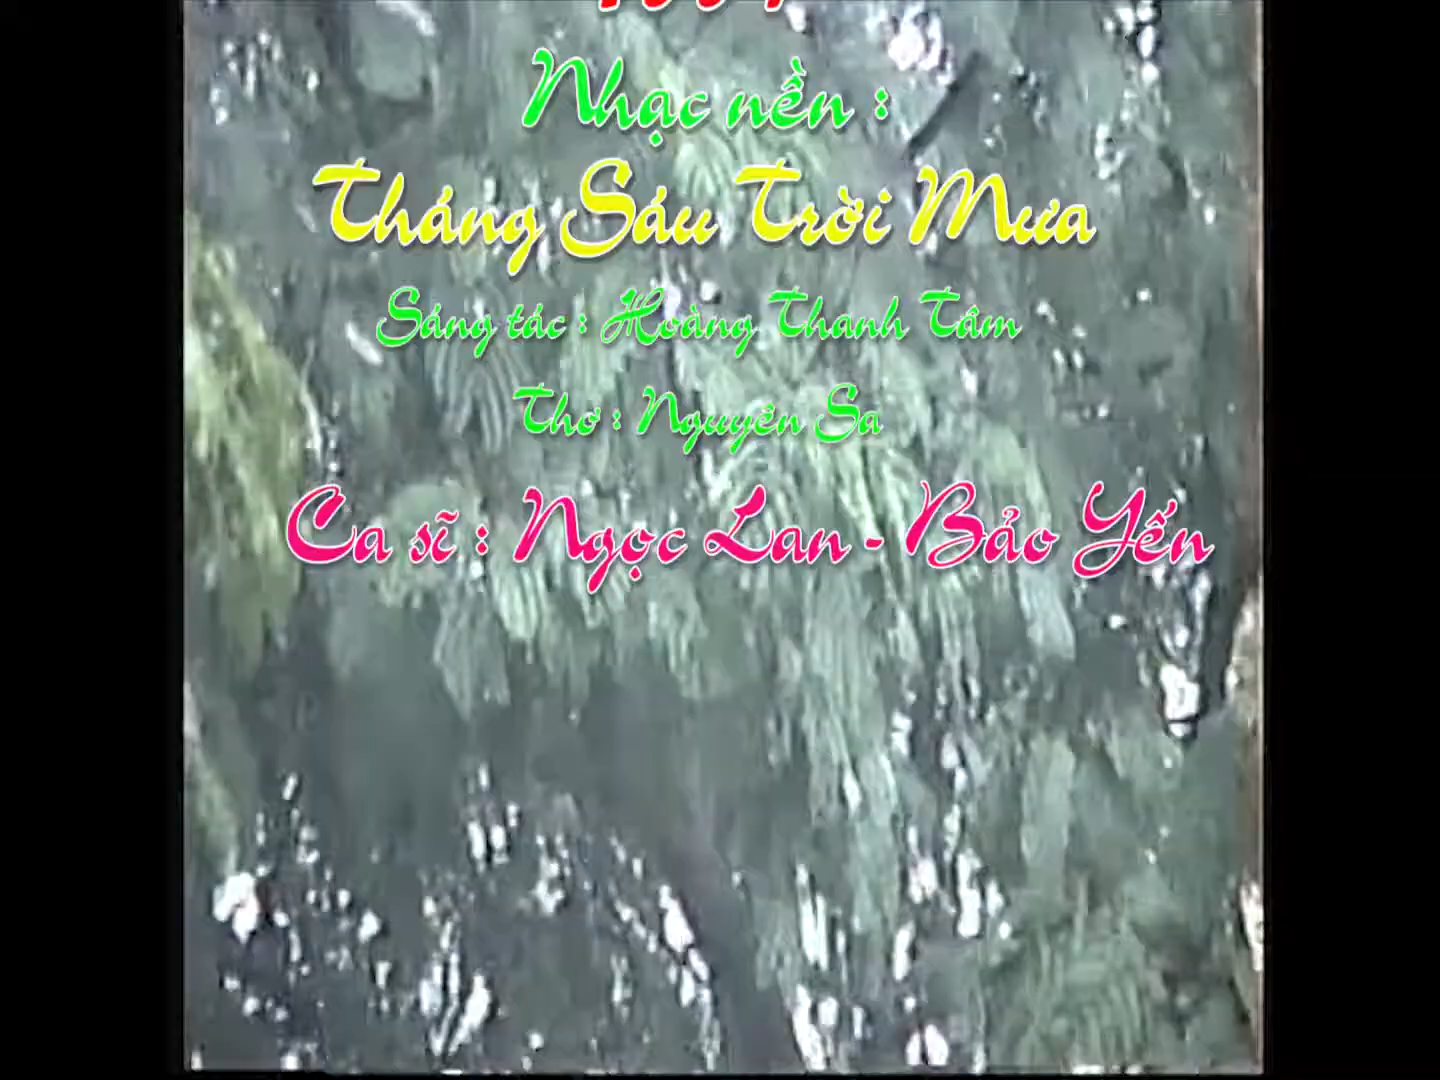 Nhạc nền :
Tháng Sáu Trời Mưa
Sáng tác : Hoàng Thanh Tâm
Thơ : Nguyên Sa
Ca sĩ : Ngọc Lan - Bảo Yến